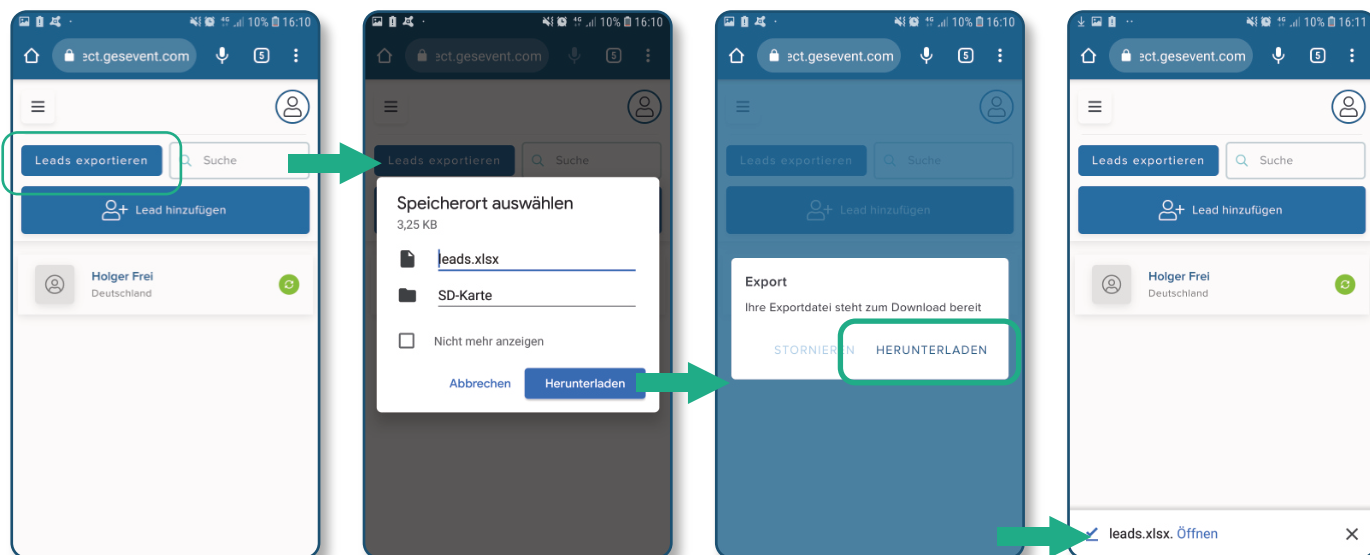 10% 16:10
ect.gesevent.com 5
Leads exportieren
Suche
Lead hinzufügen
Holger Frei
Deutschland
10% 16:10
ect.gesevent.com 5
Leads exportieren
Suche
Speicherort auswählen
3,25 KB
leads.xlsx
SD-Karte
Nicht mehr anzeigen
Abbrechen Herunterladen
10% 16:10
ect.gesevent.com 5
Leads exportieren
Suche
Lead hinzufügen
Export
Ihre Exportdatei steht zum Download bereit
STORNIEREN HERUNTERLADEN
10% 16:11
ect.gesevent.com 5
Leads exportieren
Suche
Lead hinzufügen
Holger Frei
Deutschland
leads.xlsx. Öffnen